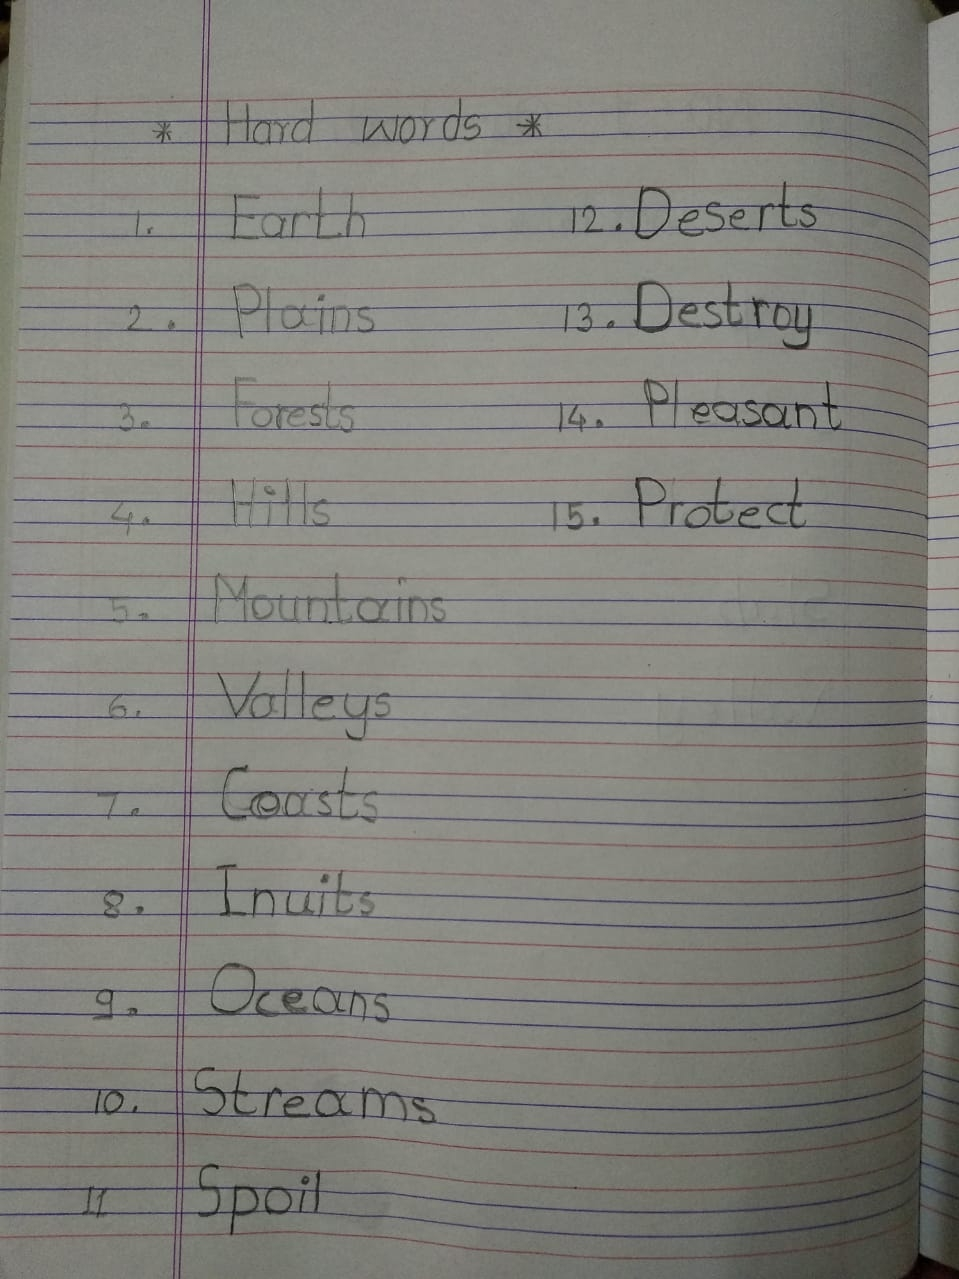 * Hard words *
1. Earth
2. Plains
3. Forests
4. Hills
5. Mountains
6. Valleys
7. Coasts
8. Inuits
9. Oceans
10. Streams
11 Spoil
12. Deserts
13. Destroy
14. Pleasant
15. Protect